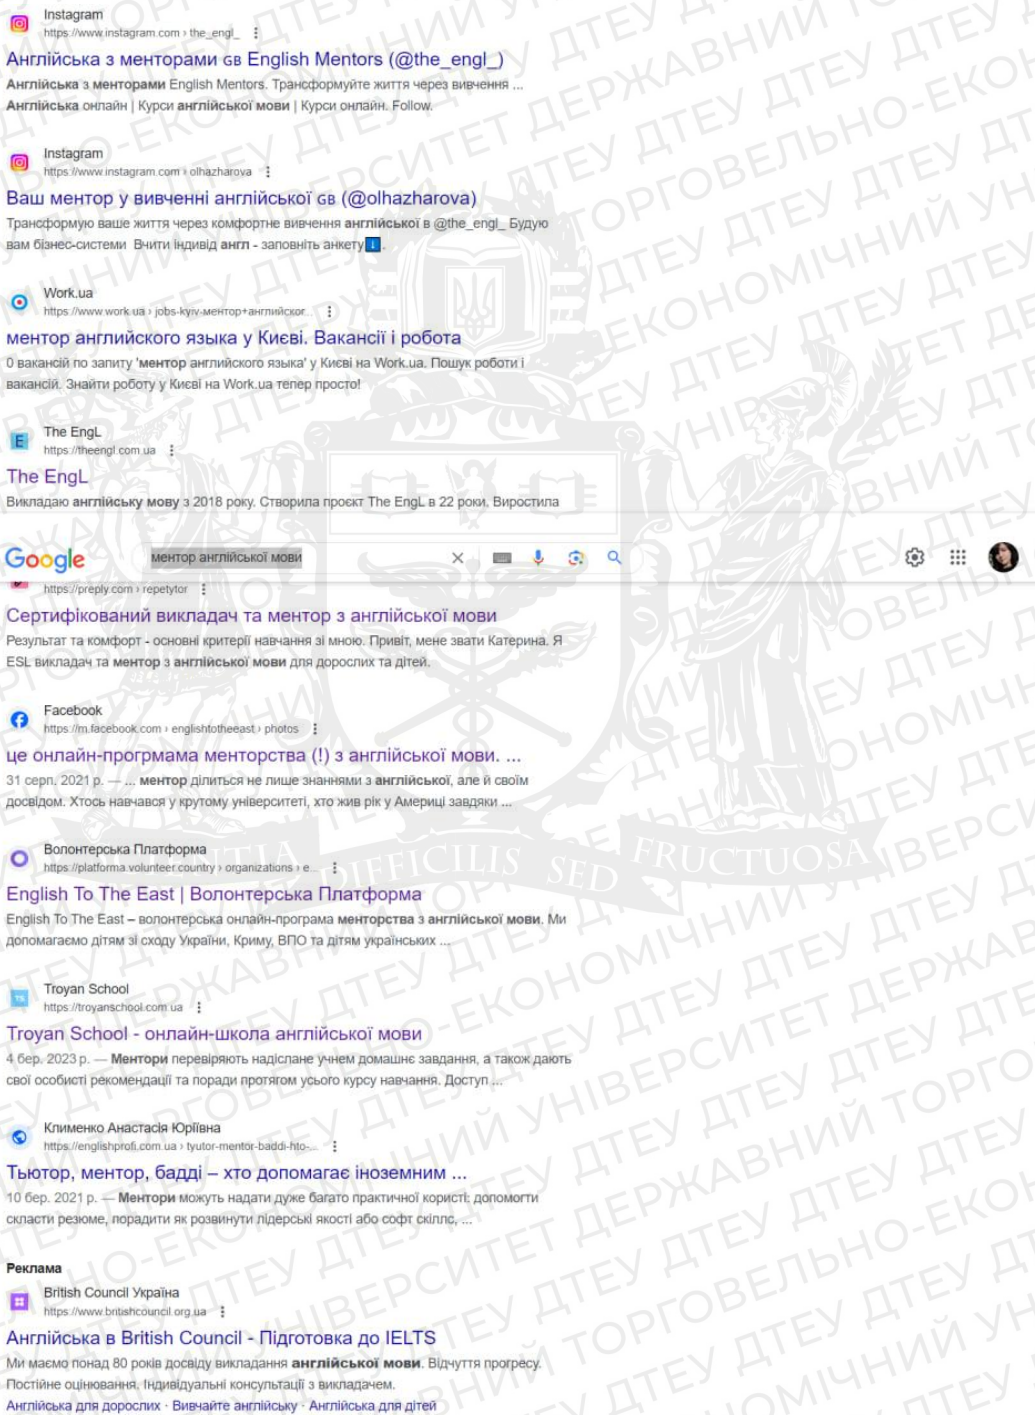 Instagram
https://www.instagram.com › the_engl_
Англійська з менторами GB English Mentors (@the_engl_)
Англійська з менторами English Mentors. Трансформуйте життя через вивчення ...
Англійська онлайн | Курси англійської мови | Курси онлайн. Follow.
Instagram
https://www.instagram.com › olhazharova
Ваш ментор у вивченні англійської GB (@olhazharova)
Трансформую ваше життя через комфортне вивчення англійської в @the_engl_ Будую
вам бізнес-системи Вчити індивід англ - заповніть анкету⬇️.
Work.ua
https://www.work.ua › jobs-kyiv-ментор+английског...
ментор английского языка у Києві. Вакансії і робота
0 вакансій по запиту 'ментор английского языка' у Києві на Work.ua. Пошук роботи і
вакансій. Знайти роботу у Києві на Work.ua тепер просто!
The EngL
https://theengl.com.ua
The EngL
Викладаю англійську мову з 2018 року. Створила проєкт The EngL в 22 роки. Виростила
Google
ментор англійської мови
https://preply.com › repetytor
Сертифікований викладач та ментор з англійської мови
Результат та комфорт - основні критерії навчання зі мною. Привіт, мене звати Катерина. Я
ESL викладач та ментор з англійської мови для дорослих та дітей.
Facebook
https://m.facebook.com › englishtotheeast › photos
це онлайн-прогрмама менторства (!) з англійської мови. ...
31 серп. 2021 р. — ... ментор ділиться не лише знаннями з англійської, але й своїм
досвідом. Хтось навчався у крутому університеті, хто жив рік у Америці завдяки ...
Волонтерська Платформа
https://platforma.volunteer.country › organizations › e...
English To The East | Волонтерська Платформа
English To The East – волонтерська онлайн-програма менторства з англійської мови. Ми
допомагаємо дітям зі сходу України, Криму, ВПО та дітям українських ...
DIFFICILIS SED FRUCTUOSA
Troyan School
https://troyanschool.com.ua
Troyan School - онлайн-школа англійської мови
4 бер. 2023 р. — Ментори перевіряють надіслане учнем домашнє завдання, а також дають
свої особисті рекомендації та поради протягом усього курсу навчання. Доступ ...
Клименко Анастасія Юріївна
https://englishprofi.com.ua › tyutor-mentor-baddi-hto-...
Тьютор, ментор, бадді – хто допомагає іноземним ...
10 бер. 2021 р. — Ментори можуть надати дуже багато практичної користі: допомогти
скласти резюме, порадити як розвинути лідерські якості або софт скіллс, ...
Реклама
British Council Україна
https://www.britishcouncil.org.ua
Англійська в British Council - Підготовка до IELTS
Ми маємо понад 80 років досвіду викладання англійської мови. Відчуття прогресу.
Постійне оцінювання. Індивідуальні консультації з викладачем.
Англійська для дорослих · Вивчайте англійську · Англійська для дітей